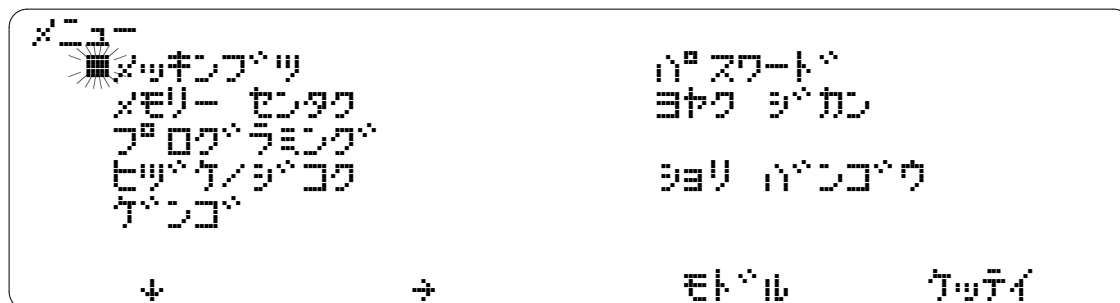 メニュー
メッキンブツ パスワード
メモリー センタク ヨヤク ジカン
プログラミング
ヒヅケ/ジコク ショリ バンゴウ
ゲンゴ
↓ → モドル ケッテイ